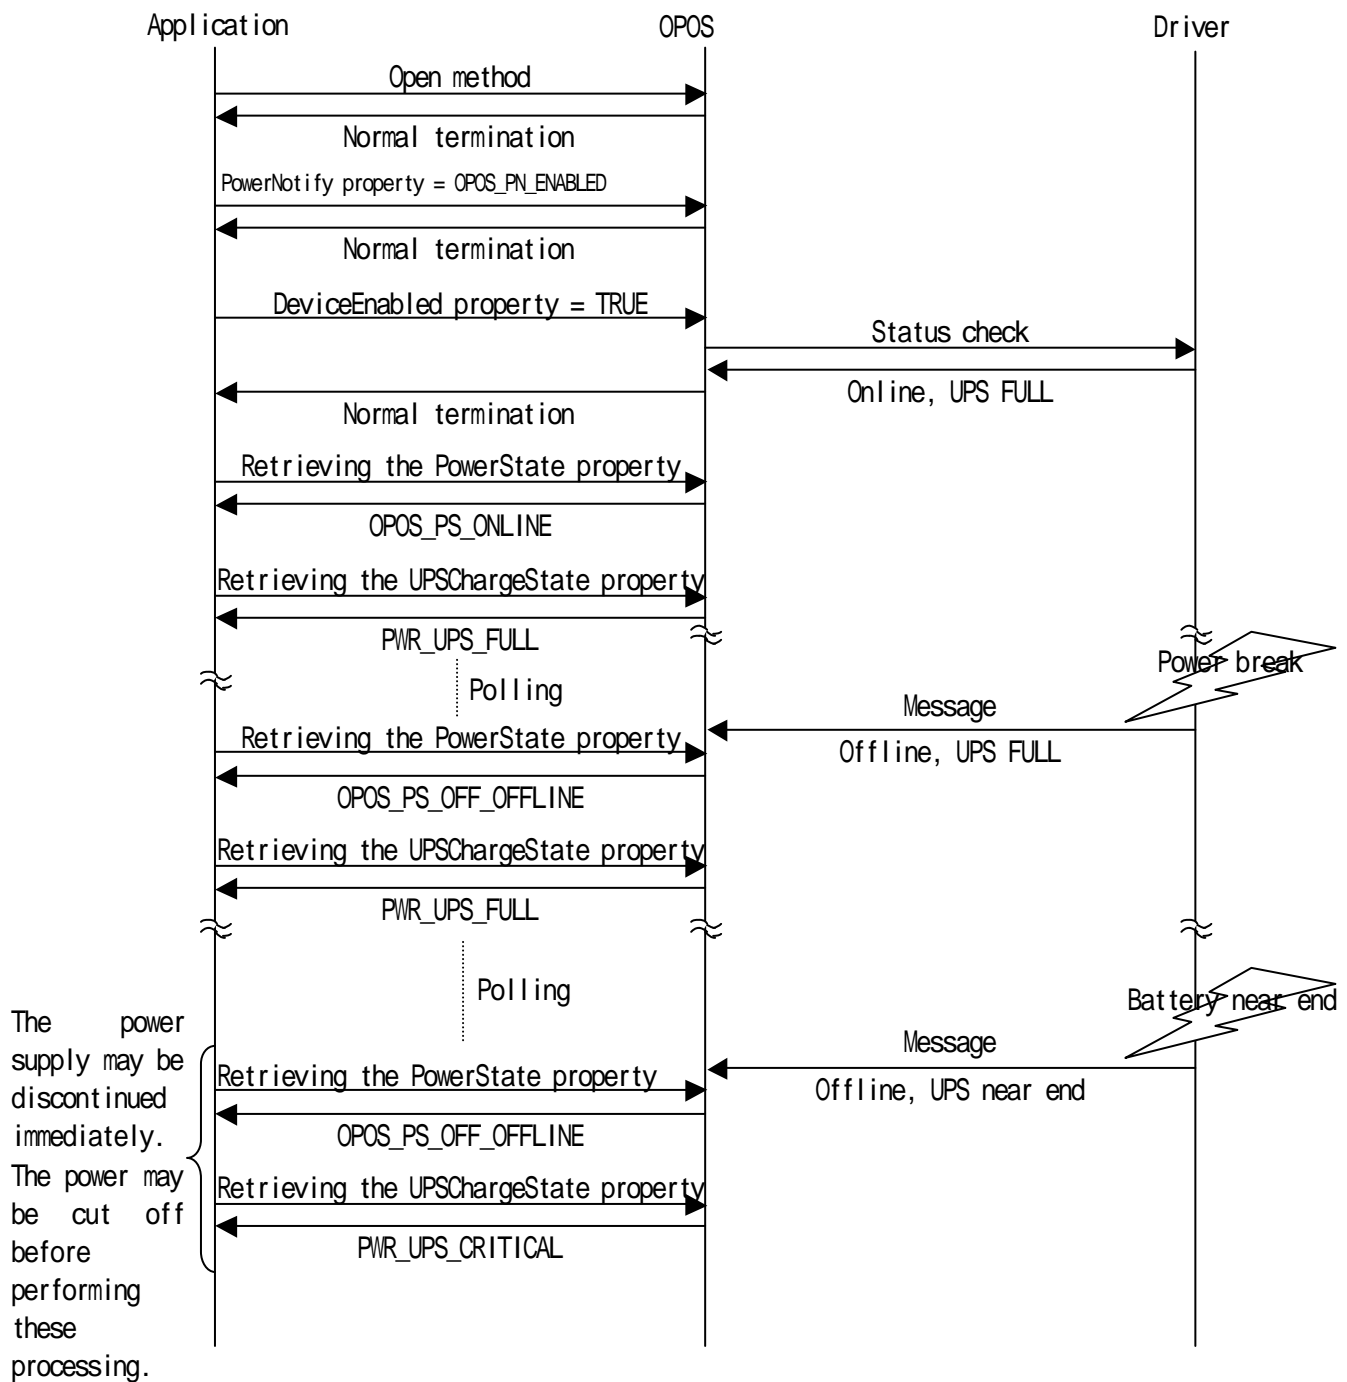 Application
OPOS
Driver
Open method
Normal termination
PowerNotify property = OPOS_PN_ENABLED
Normal termination
DeviceEnabled property = TRUE
Status check
Online, UPS FULL
Normal termination
Retrieving the PowerState property
OPOS_PS_ONLINE
Retrieving the UPSChargeState property
PWR_UPS_FULL
Power break
Polling
Message
Retrieving the PowerState property
Offline, UPS FULL
OPOS_PS_OFF_OFFLINE
Retrieving the UPSChargeState property
PWR_UPS_FULL
Polling
Battery near end
Message
Retrieving the PowerState property
Offline, UPS near end
OPOS_PS_OFF_OFFLINE
Retrieving the UPSChargeState property
PWR_UPS_CRITICAL
The power
supply may be
discontinued
immediately.
The power may
be cut off
before
performing
these
processing.